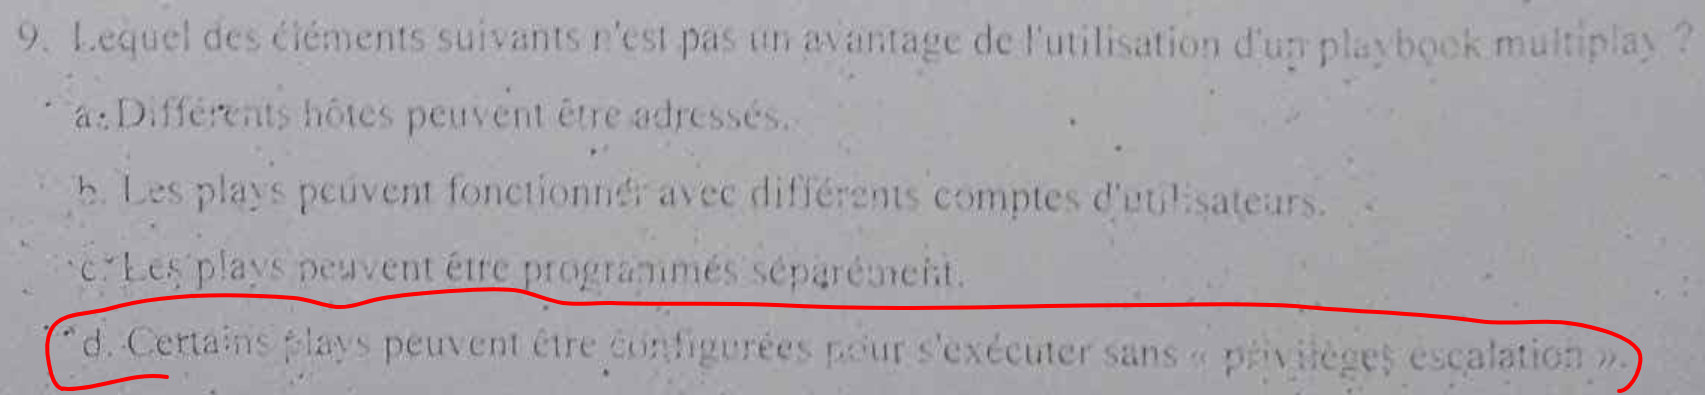 9. Lequel des éléments suivants n'est pas un avantage de l'utilisation d'un playbook multiplay ?
a. Différents hôtes peuvent être adressés.
b. Les plays peuvent fonctionner avec différents comptes d'utilisateurs.
c. Les plays peuvent être programmés séparément.
d. Certains plays peuvent être configurées pour s'exécuter sans « privilèges escalation ».